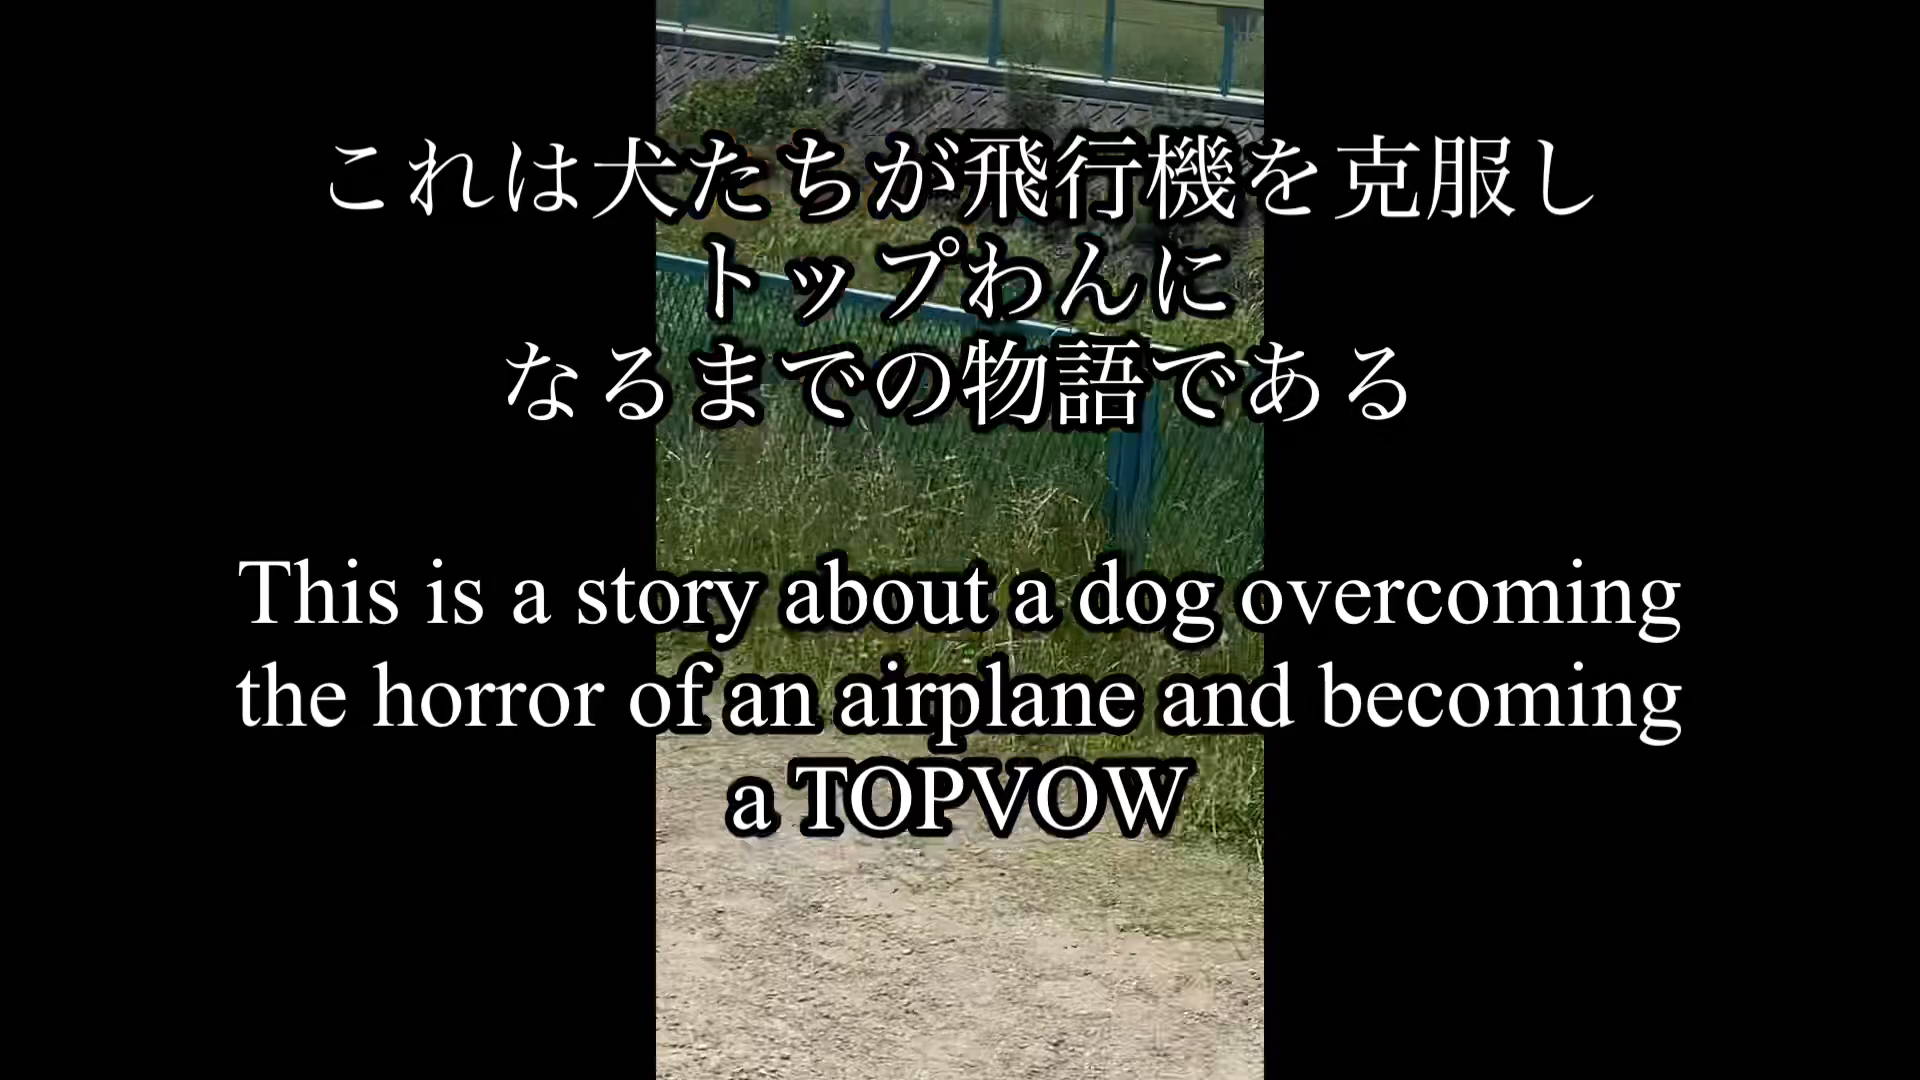 これは犬たちが飛行機を克服し
トップわんに
なるまでの物語である
This is a story about a dog overcoming
the horror of an airplane and becoming
a TOPVOW